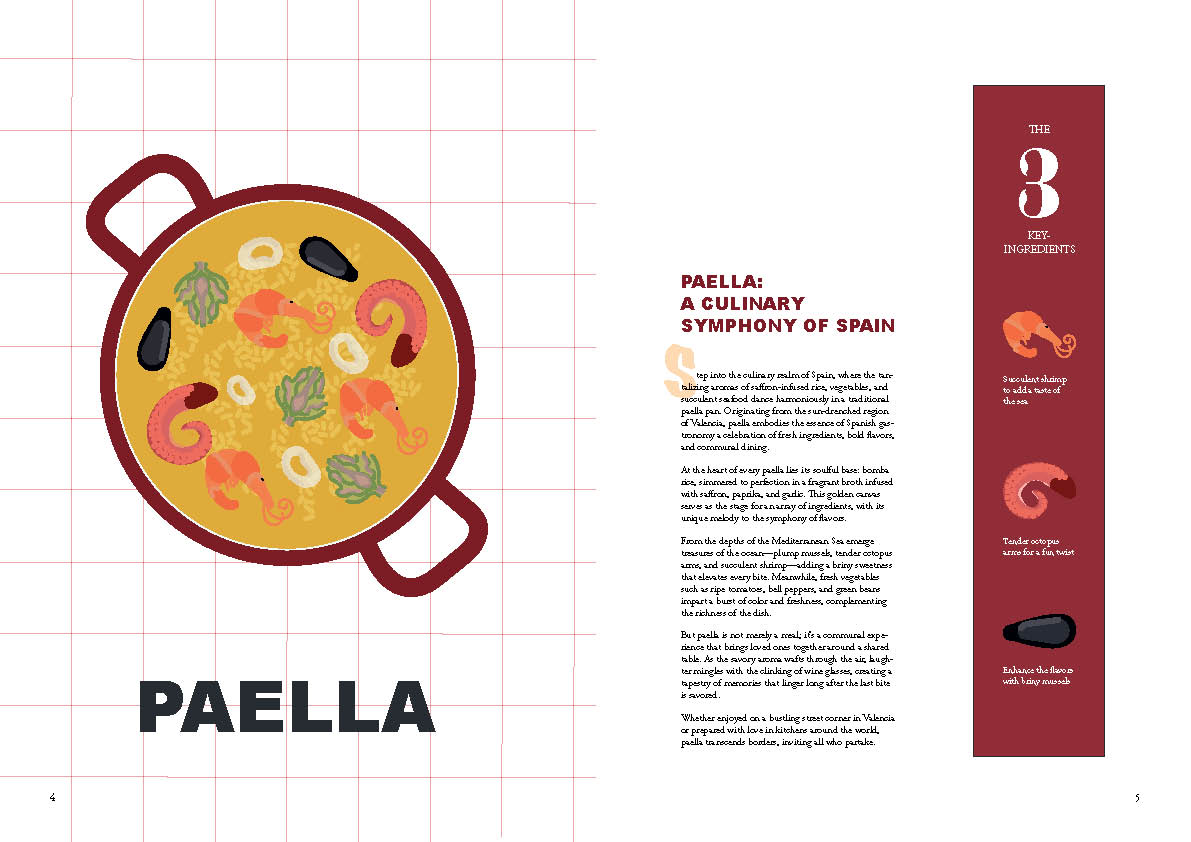 PAELLA
4
PAELLA:
A CULINARY
SYMPHONY OF SPAIN
Step into the culinary realm of Spain, where the tan-
talizing aromas of saffron-infused rice, vegetables, and
succulent seafood dance harmoniously in a traditional
paella pan. Originating from the sun-drenched region
of Valencia, paella embodies the essence of Spanish gas-
tronomy a celebration of fresh ingredients, bold flavors,
and communal dining.
At the heart of every paella lies its soulful base: bomba
rice, simmered to perfection in a fragrant broth infused
with saffron, paprika, and garlic. This golden canvas
serves as the stage for an array of ingredients, with its
unique melody to the symphony of flavors.
From the depths of the Mediterranean Sea emerge
treasures of the ocean—plump mussels, tender octopus
arms, and succulent shrimp—adding a briny sweetness
that elevates every bite. Meanwhile, fresh vegetables
such as ripe tomatoes, bell peppers, and green beans
impart a burst of color and freshness, complementing
the richness of the dish.
But paella is not merely a meal; it's a communal expe-
rience that brings loved ones together around a shared
table. As the savory aroma wafts through the air, laugh-
ter mingles with the clinking of wine glasses, creating a
tapestry of memories that linger long after the last bite
is savored.
Whether enjoyed on a bustling street corner in Valencia
or prepared with love in kitchens around the world,
paella transcends borders, inviting all who partake.
THE
3
KEY-
INGREDIENTS
Succulent shrimp
to add a taste of
the sea
Tender octopus
arms for a fun twist
Enhance the flavors
with briny mussels
5